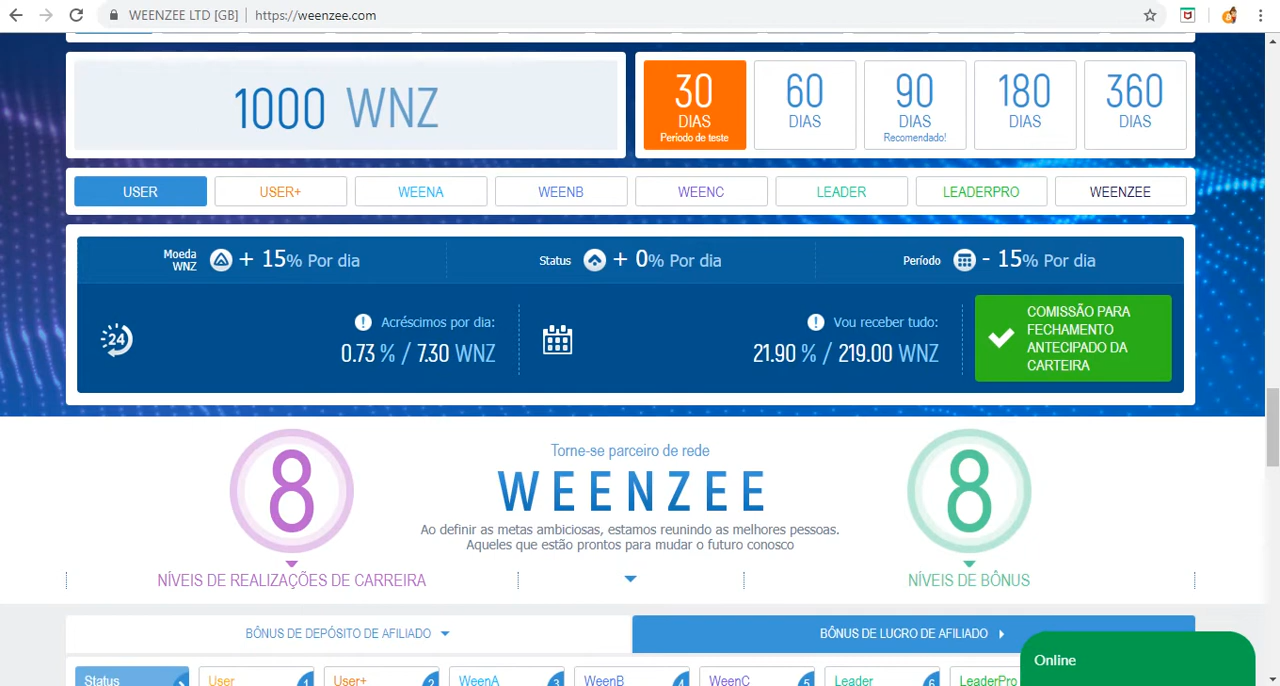 WEENZEE LTD [GB] | https://weenzee.com
1000 WNZ
30
DIAS
Período de teste
60
DIAS
90
DIAS
Recomendado!
180
DIAS
360
DIAS
USER
USER+
WEENA
WEENB
WEENC
LEADER
LEADERPRO
WEENZEE
Moeda
WNZ
+ 15% Por dia
Status
+ 0% Por dia
Período
- 15% Por dia
24
Acréscimos por dia:
0.73 % / 7.30 WNZ
Vou receber tudo:
21.90 % / 219.00 WNZ
COMISSÃO PARA
FECHAMENTO
ANTECIPADO DA
CARTEIRA
8
NÍVEIS DE REALIZAÇÕES DE CARREIRA
Torne-se parceiro de rede
WEENZEE
Ao definir as metas ambiciosas, estamos reunindo as melhores pessoas.
Aqueles que estão prontos para mudar o futuro conosco
8
NÍVEIS DE BÔNUS
BÔNUS DE DEPÓSITO DE AFILIADO
BÔNUS DE LUCRO DE AFILIADO
Online
Status
User 1
User+ 2
WeenA 3
WeenB 4
WeenC 5
Leader 6
LeaderPro